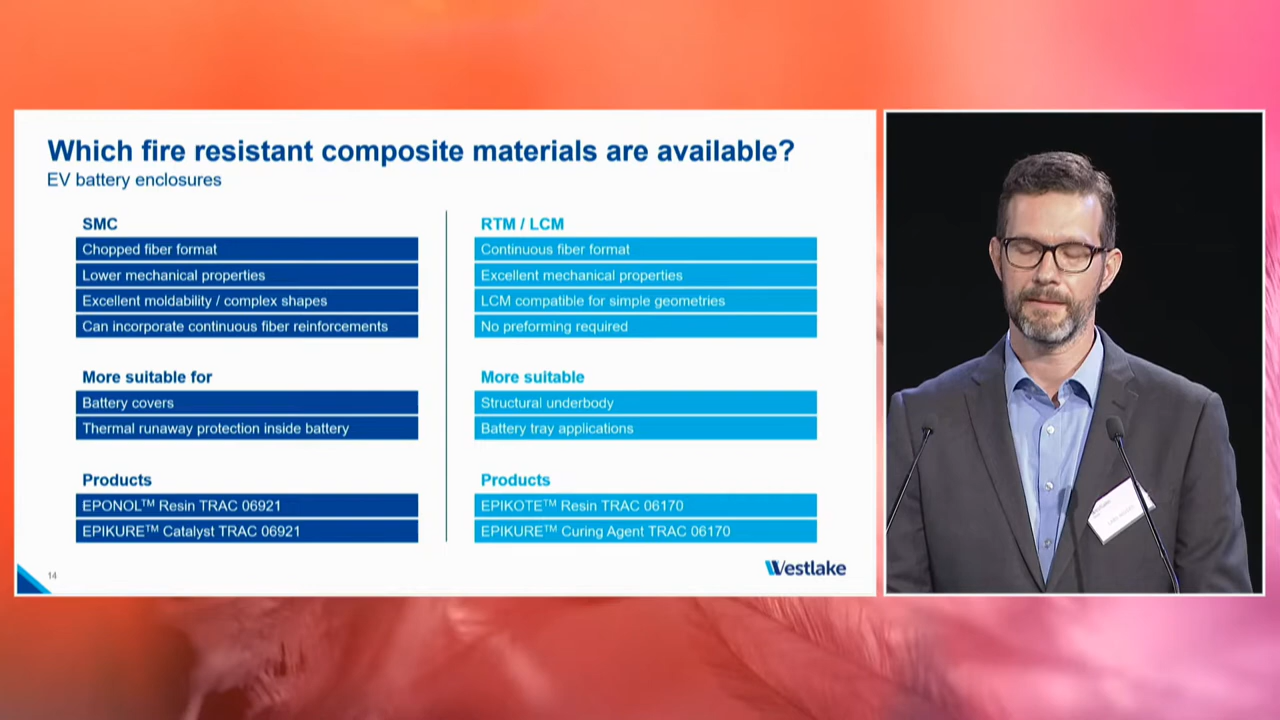 Which fire resistant composite materials are available?
EV battery enclosures
SMC
Chopped fiber format
Lower mechanical properties
Excellent moldability / complex shapes
Can incorporate continuous fiber reinforcements
More suitable for
Battery covers
Thermal runaway protection inside battery
Products
EPONOL™ Resin TRAC 06921
EPIKURE™ Catalyst TRAC 06921
RTM / LCM
Continuous fiber format
Excellent mechanical properties
LCM compatible for simple geometries
No preforming required
More suitable
Structural underbody
Battery tray applications
Products
EPIKOTE™ Resin TRAC 06170
EPIKURE™ Curing Agent TRAC 06170
14
Westlake